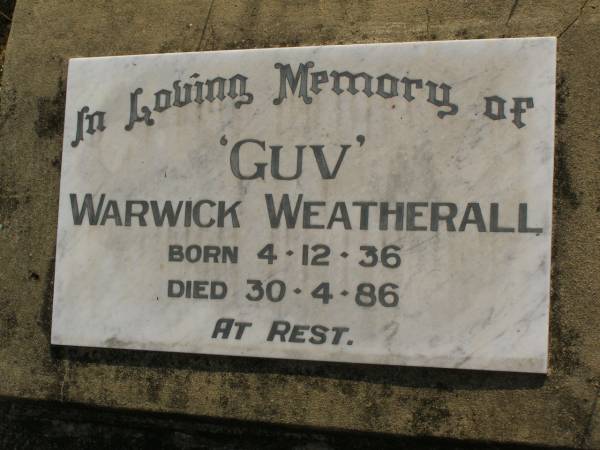 In Loving Memory of
'GUV'
WARWICK WEATHERALL
BORN 4·12·36
DIED 30·4·86
AT REST.